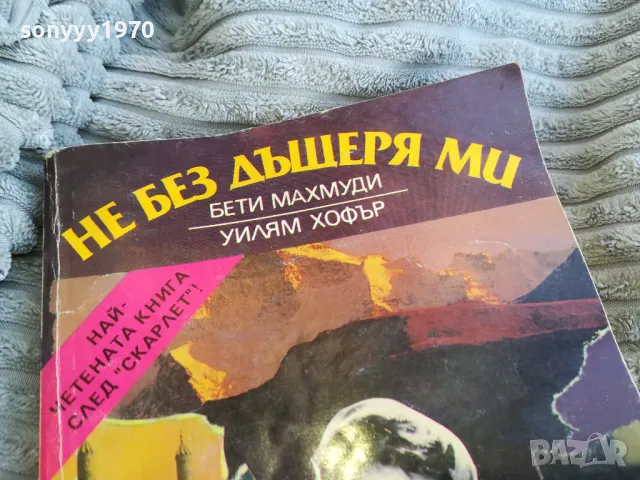 sonyyy1970
НЕ БЕЗ ДЪЩЕРЯ МИ
БЕТИ МАХМУДИ
УИЛЯМ ХОФЪР
НАЙ-
ЧЕТЕНАТА КНИГА
СЛЕД "СКАРЛЕТ"!
BAZAR